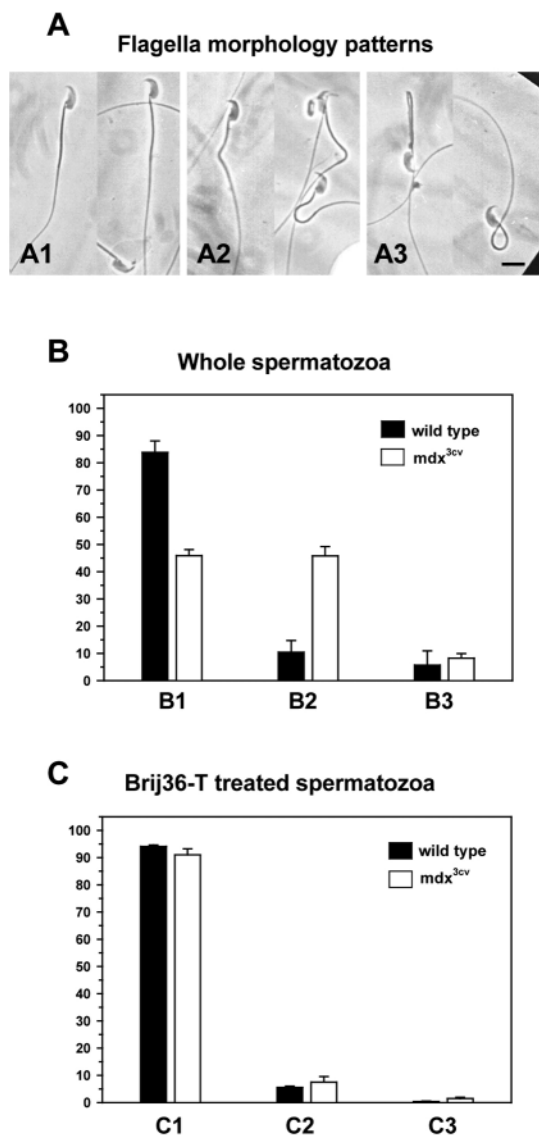 A
Flagella morphology patterns
A1 A2 A3
B
Whole spermatozoa
100
90
80
70
60
50
40
30
20
10
0
wild type
mdx3cv
B1 B2 B3
C
Brij36-T treated spermatozoa
100
90
80
70
60
50
40
30
20
10
0
wild type
mdx3cv
C1 C2 C3